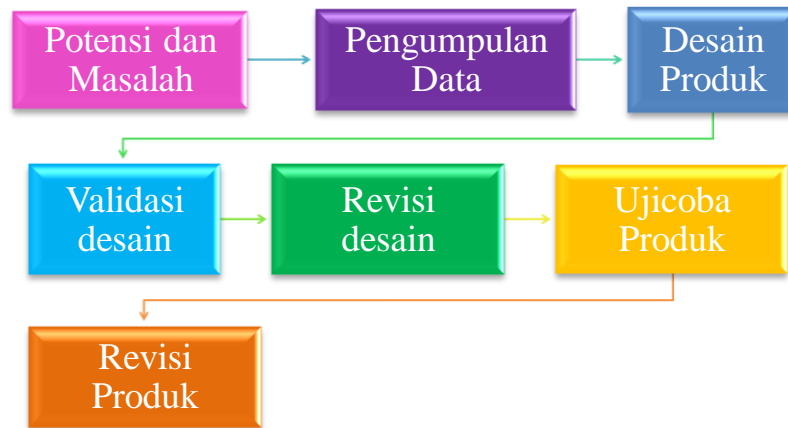 Potensi dan
Masalah
Pengumpulan
Data
Desain
Produk
Validasi
desain
Revisi
desain
Ujicoba
Produk
Revisi
Produk